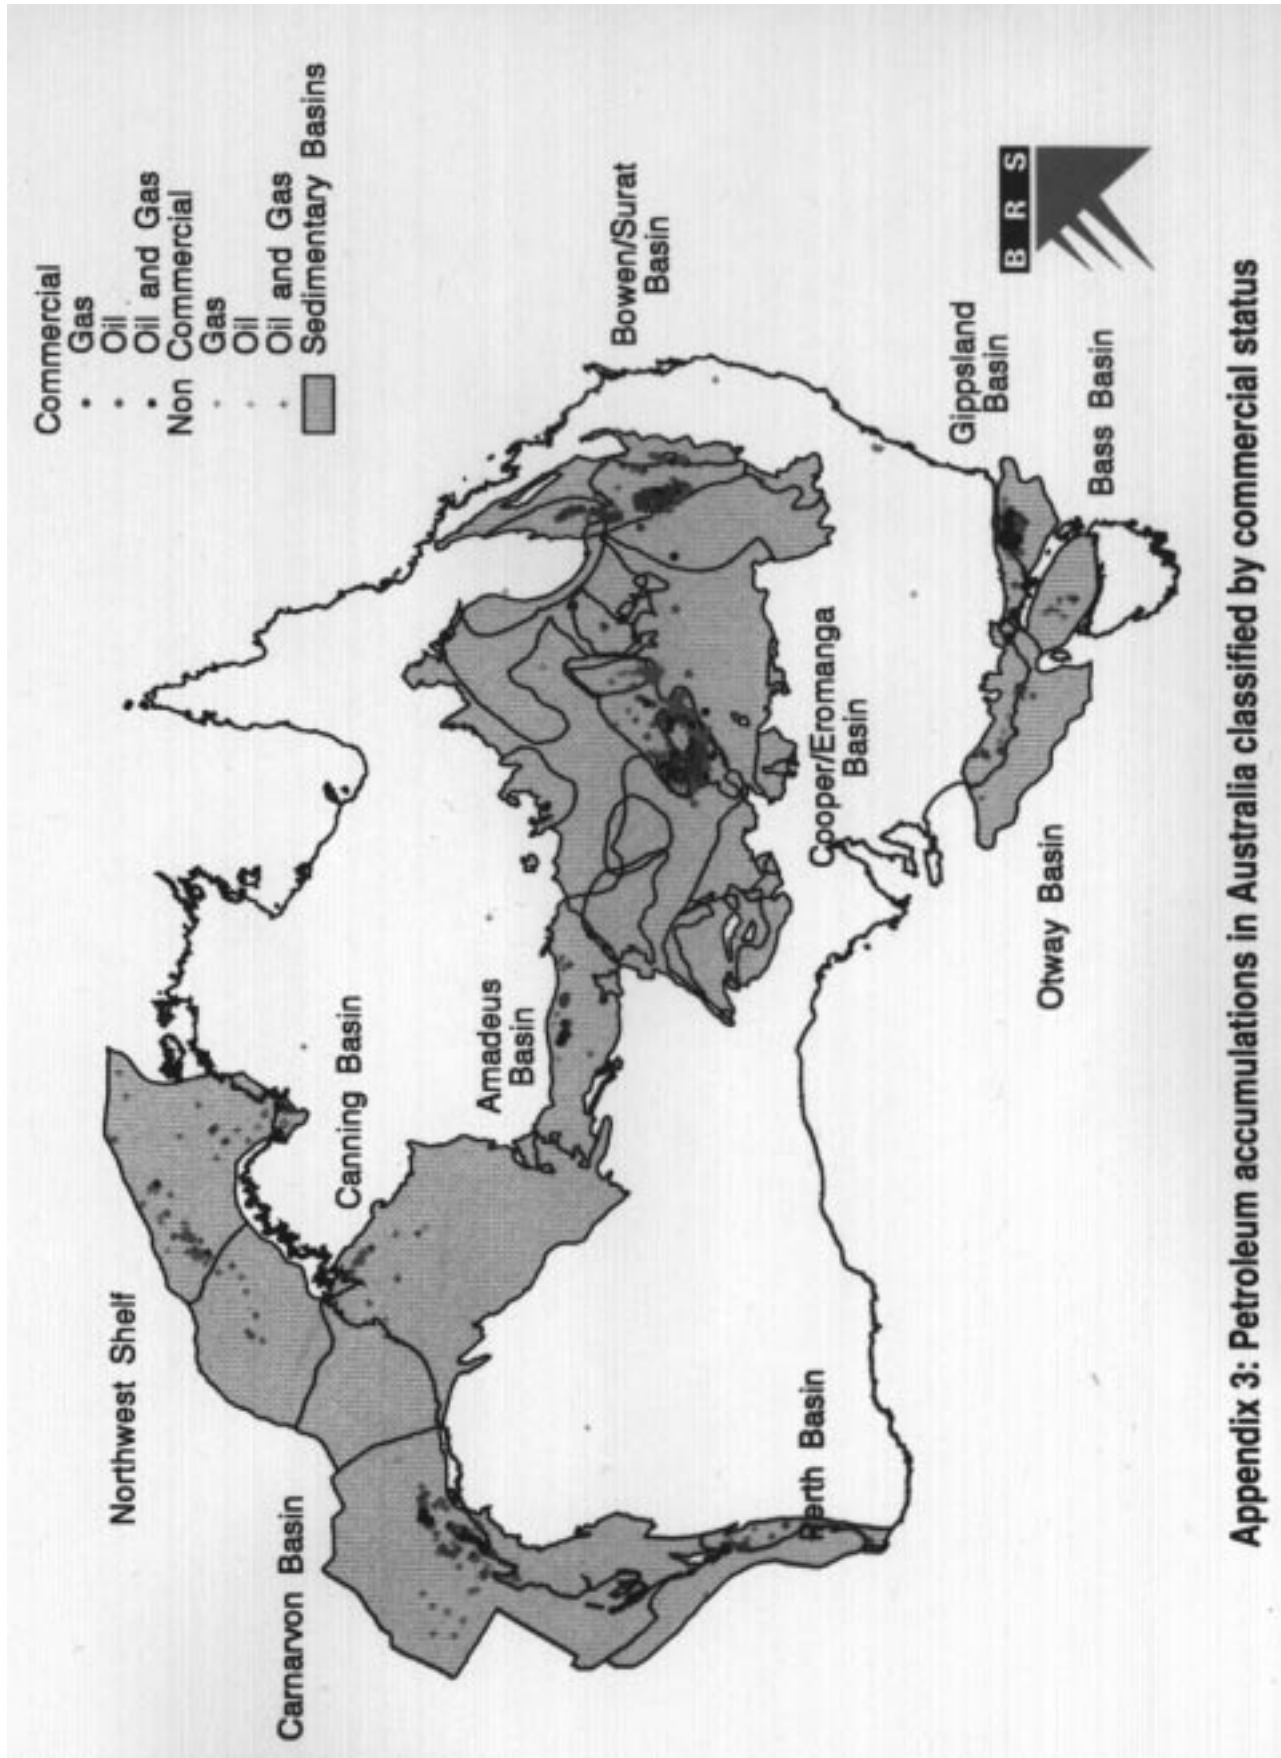 Commercial
Gas
Oil
Oil and Gas
Non Commercial
Gas
Oil
Oil and Gas
Sedimentary Basins
Northwest Shelf
Carnarvon Basin
Canning Basin
Amadeus
Basin
Bowen/Surat
Basin
Perth Basin
Cooper/Eromanga
Basin
Gippsland
Basin
Otway Basin
Bass Basin
B R S
Appendix 3: Petroleum accumulations in Australia classified by commercial status